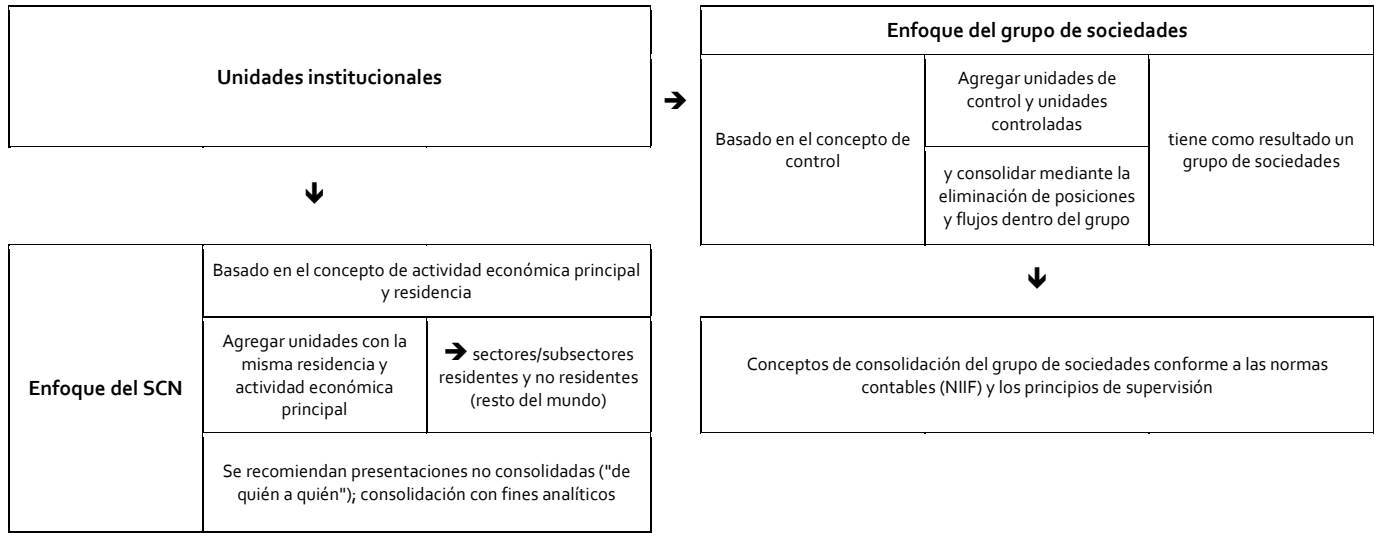 Unidades institucionales
➔
Enfoque del grupo de sociedades
Basado en el concepto de
control
Agregar unidades de
control y unidades
controladas
y consolidar mediante la
eliminación de posiciones
y flujos dentro del grupo
tiene como resultado un
grupo de sociedades
Enfoque del SCN
Basado en el concepto de actividad económica principal
y residencia
Agregar unidades con la
misma residencia y
actividad económica
principal
➔ sectores/subsectores
residentes y no residentes
(resto del mundo)
Se recomiendan presentaciones no consolidadas ("de
quién a quién"); consolidación con fines analíticos
Conceptos de consolidación del grupo de sociedades conforme a las normas
contables (NIIF) y los principios de supervisión